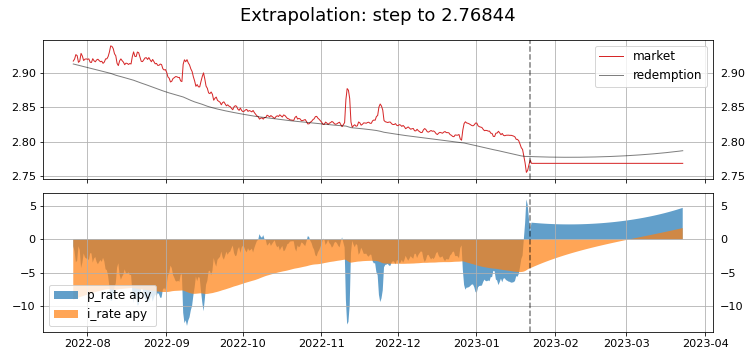 Extrapolation: step to 2.76844
2.90 2.90
2.85 2.85
2.80 2.80
2.75 2.75
market
redemption
5 5
0 0
−5 −5
−10 −10
p_rate apy
i_rate apy
2022-08 2022-09 2022-10 2022-11 2022-12 2023-01 2023-02 2023-03 2023-04